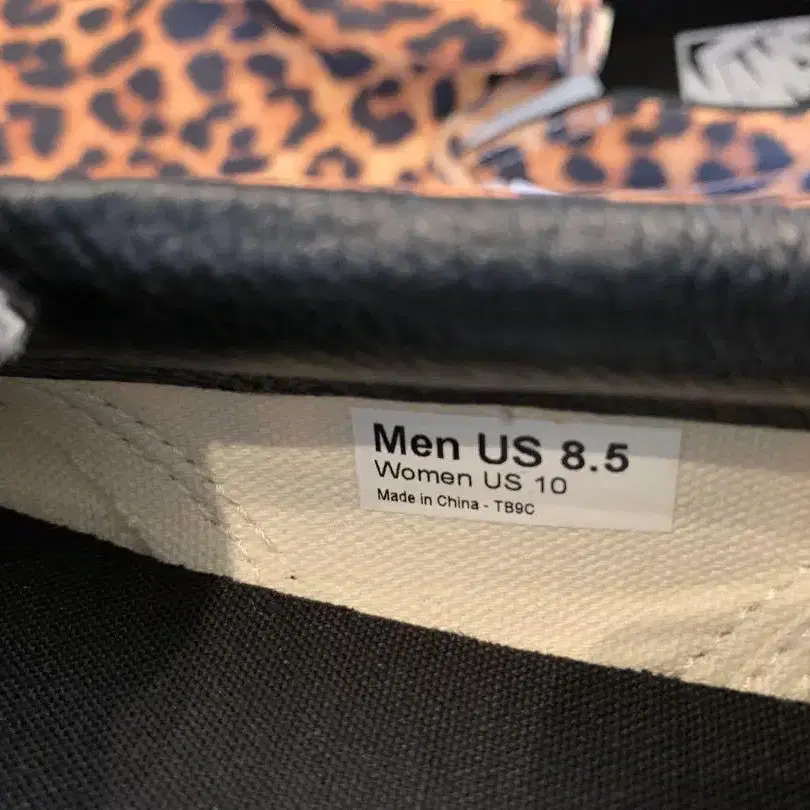 Men US 8.5
Women US 10
Made in China - TB9C